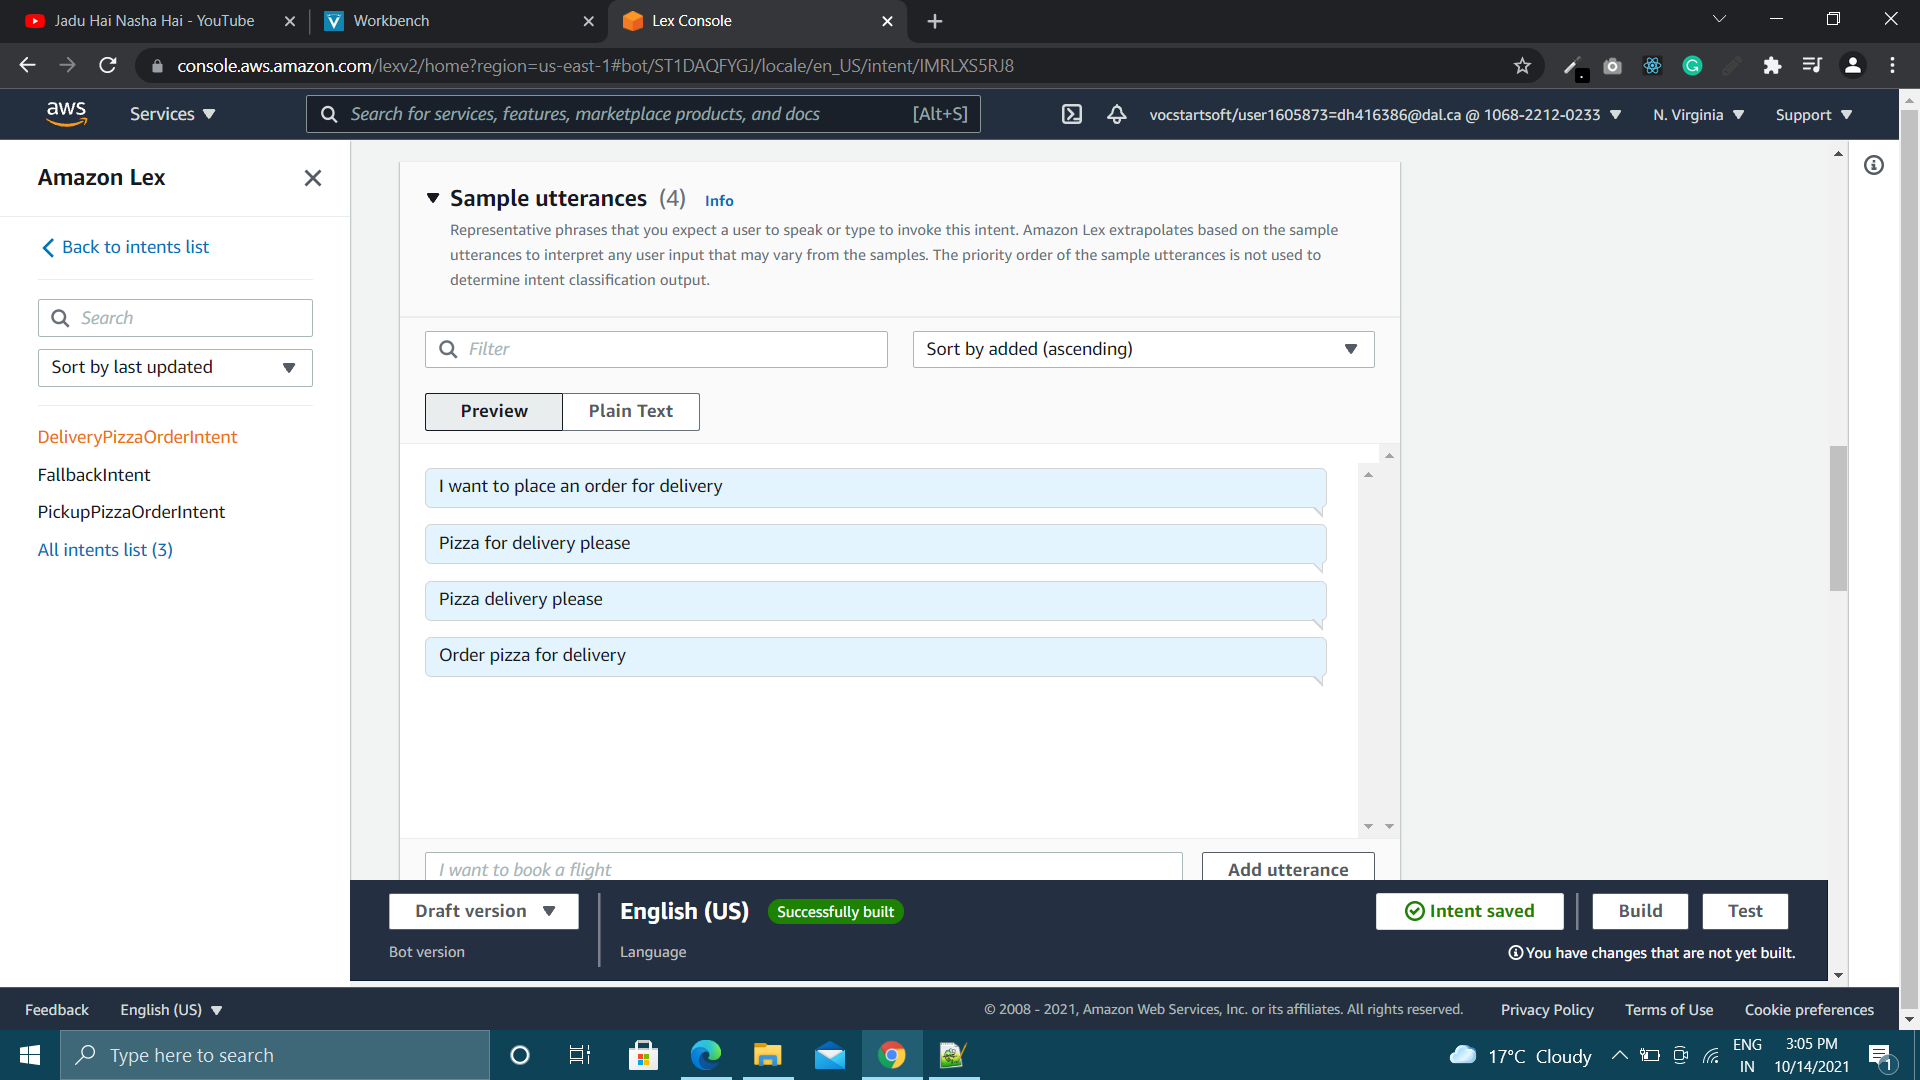 Jadu Hai Nasha Hai - YouTube
Workbench
Lex Console
console.aws.amazon.com/lexv2/home?region=us-east-1#bot/ST1DAQFYGJ/locale/en_US/intent/IMRLXS5RJ8
aws
Services
Search for services, features, marketplace products, and docs
[Alt+S]
vocstartsoft/user1605873=dh416386@dal.ca @ 1068-2212-0233
N. Virginia
Support
Amazon Lex
Back to intents list
Search
Sort by last updated
DeliveryPizzaOrderIntent
FallbackIntent
PickupPizzaOrderIntent
All intents list (3)
Sample utterances (4) Info
Representative phrases that you expect a user to speak or type to invoke this intent. Amazon Lex extrapolates based on the sample
utterances to interpret any user input that may vary from the samples. The priority order of the sample utterances is not used to
determine intent classification output.
Filter
Sort by added (ascending)
Preview
Plain Text
I want to place an order for delivery
Pizza for delivery please
Pizza delivery please
Order pizza for delivery
I want to book a flight
Add utterance
Draft version
Bot version
English (US)
Successfully built
Language
Intent saved
Build
Test
You have changes that are not yet built.
Feedback
English (US)
© 2008 - 2021, Amazon Web Services, Inc. or its affiliates. All rights reserved.
Privacy Policy
Terms of Use
Cookie preferences
Type here to search
17°C Cloudy
ENG
IN
3:05 PM
10/14/2021
1